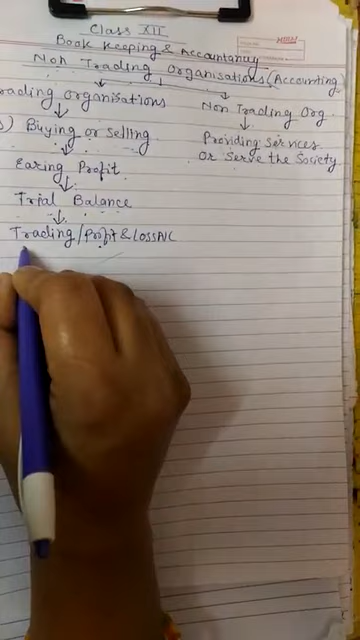 Class XII
Book Keeping & Accountancy
Non Trading Organisations (Accounting)
rading organisations
Non Trading Org.
) Buying or selling
Providing Services
or Serve the Society
Earing Profit
Trial Balance
Trading/Profit & Loss A/C